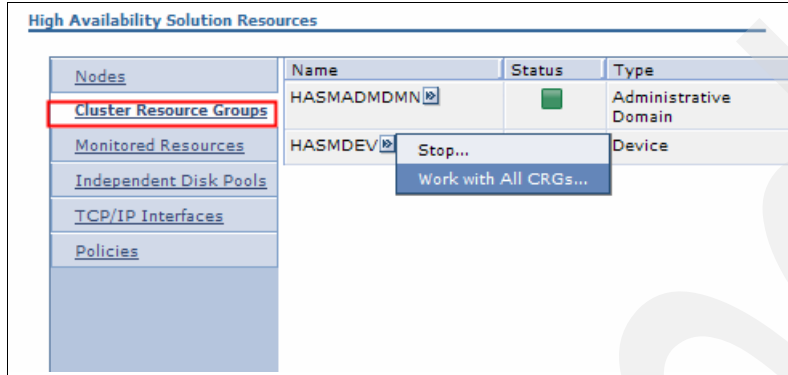 High Availability Solution Resources
Nodes
Cluster Resource Groups
Monitored Resources
Independent Disk Pools
TCP/IP Interfaces
Policies
Name Status Type
HASMADMDMN Administrative
Domain
HASMDEV Device
Stop...
Work with All CRGs...